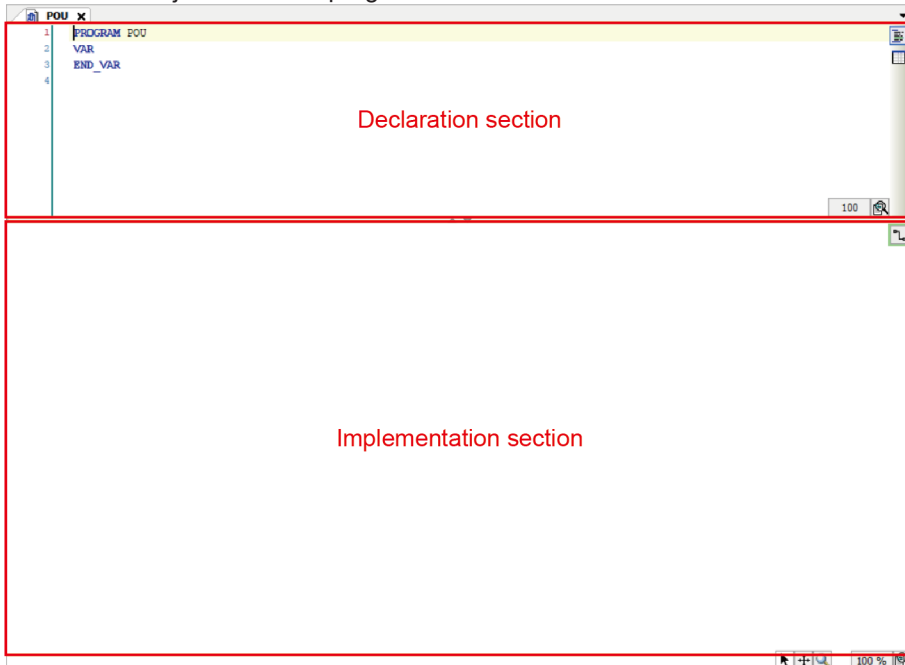 POU X
1 PROGRAM POU
2 VAR
3 END_VAR
4
Declaration section
100
Implementation section
100 %